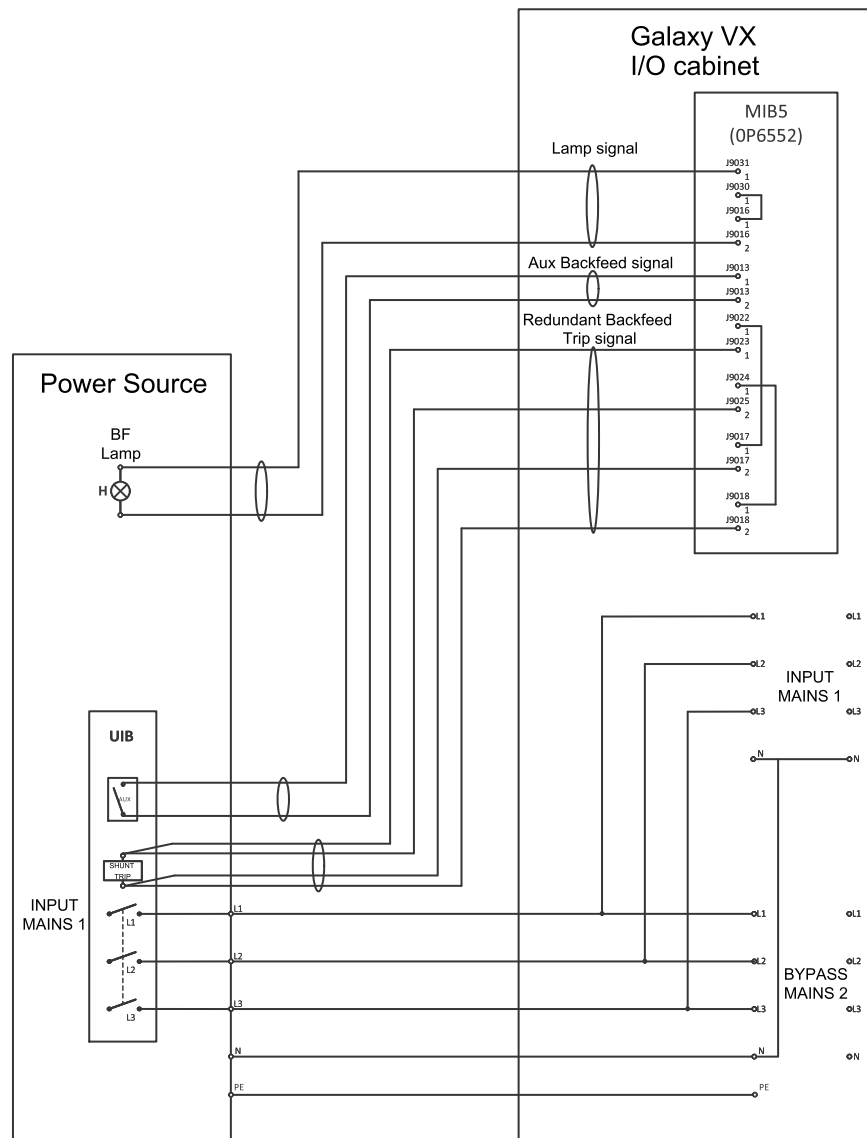 Galaxy VX
I/O cabinet
MIB5
(0P6552)
Lamp signal
J9031
1
J9030
1
J9016
1
J9016
2
Aux Backfeed signal
J9013
1
J9013
2
Redundant Backfeed
Trip signal
J9022
1
J9023
1
J9024
1
J9025
2
J9017
1
J9017
2
J9018
1
J9018
2
Power Source
BF
Lamp
H
L1
L1
L2
L2
INPUT
MAINS 1
L3
L3
N
N
UIB
AUX
SHUNT
TRIP
INPUT
MAINS 1
L1
L2
L3
L1
L2
L3
N
PE
L1
L1
L2
L2
BYPASS
MAINS 2
L3
L3
N
N
PE